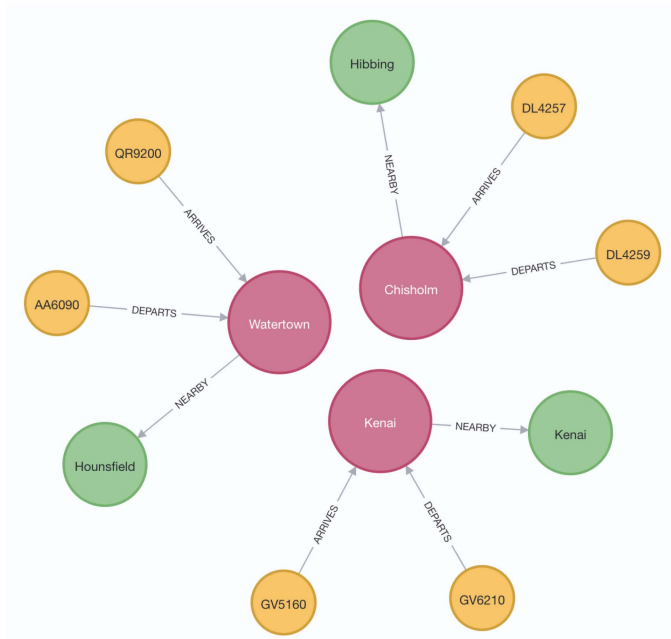 Hibbing
DL4257
QR9200
NEARBY
ARRIVES
ARRIVES
DL4259
DEPARTS
Chisholm
AA6090
DEPARTS
Watertown
NEARBY
Kenai
NEARBY
Kenai
Hounsfield
ARRIVES
DEPARTS
GV5160
GV6210